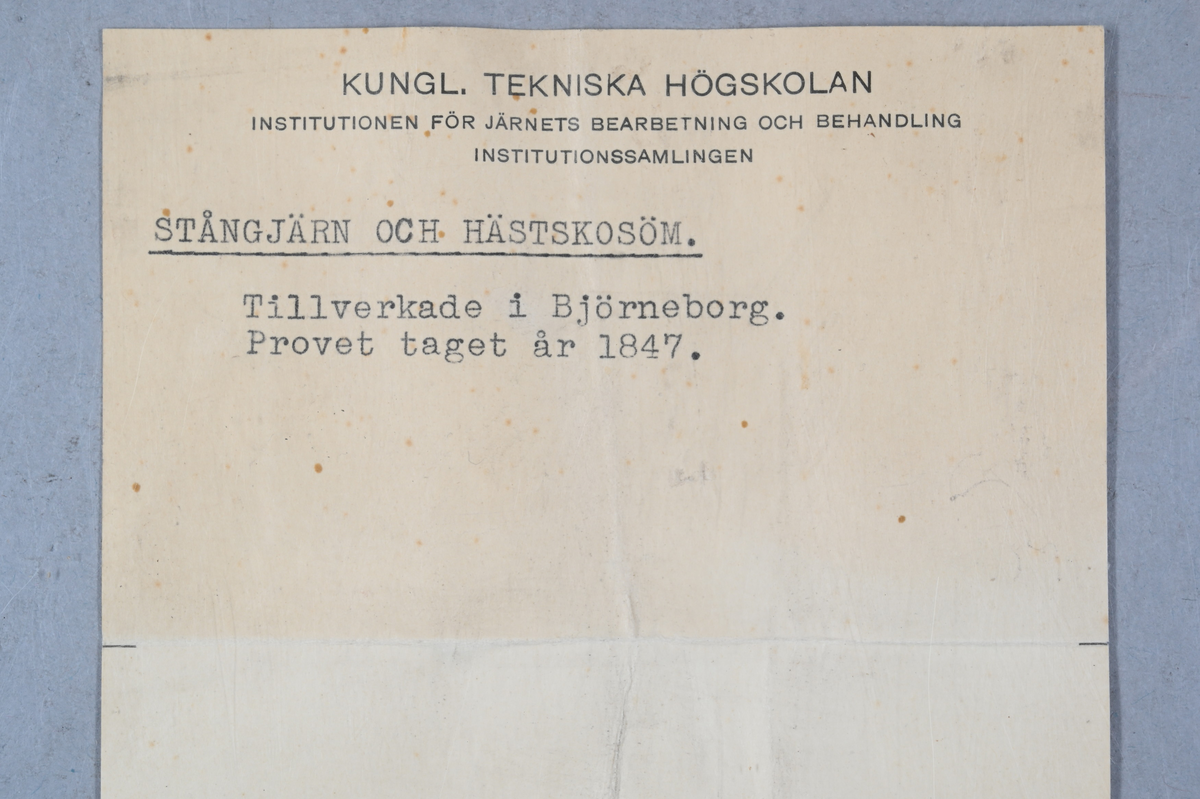 KUNGL. TEKNISKA HÖGSKOLAN
INSTITUTIONEN FÖR JÄRNETS BEARBETNING OCH BEHANDLING
INSTITUTIONSSAMLINGEN
STÅNGJÄRN OCH HÄSTSKOSÖM.
Tillverkade i Björneborg.
Provet taget år 1847.